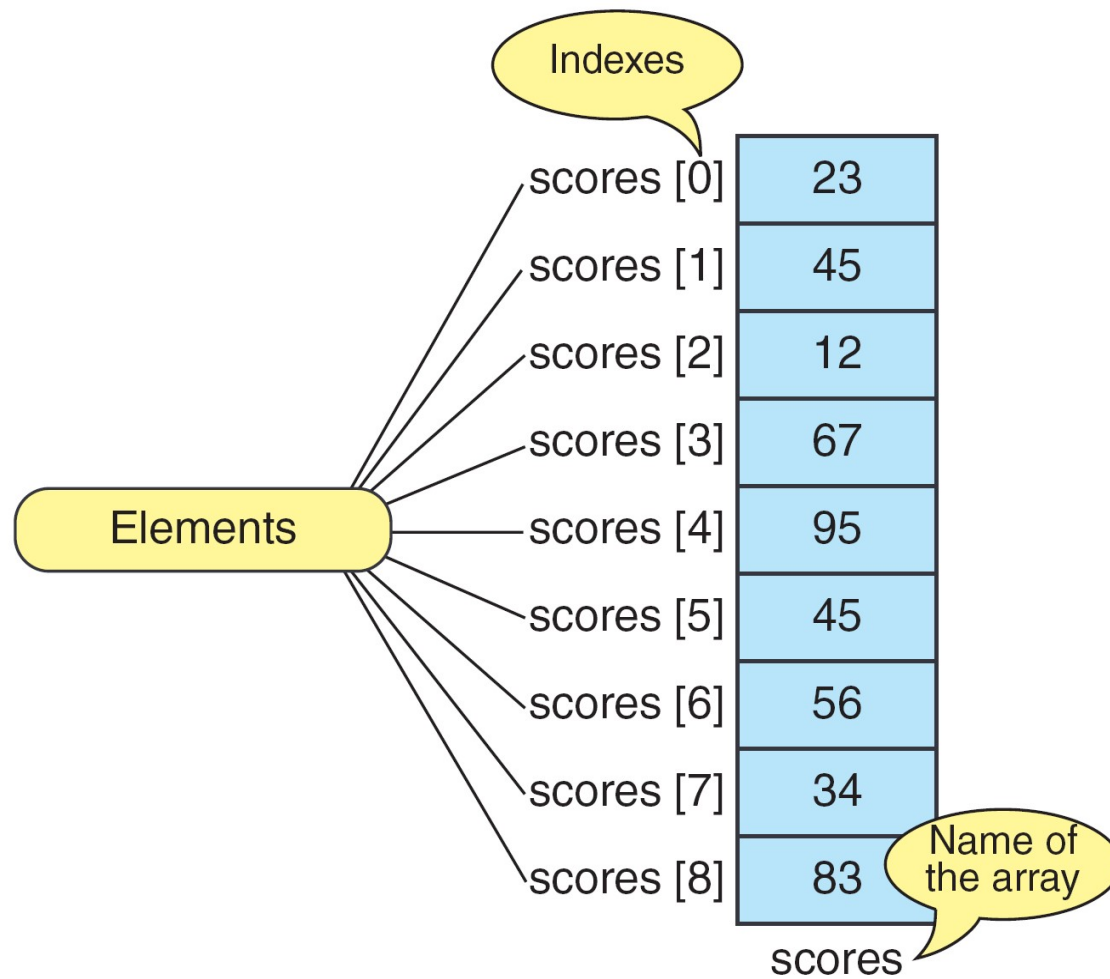 Indexes
scores [0] 23
scores [1] 45
scores [2] 12
scores [3] 67
Elements
scores [4] 95
scores [5] 45
scores [6] 56
scores [7] 34
scores [8] 83
Name of
the array
scores